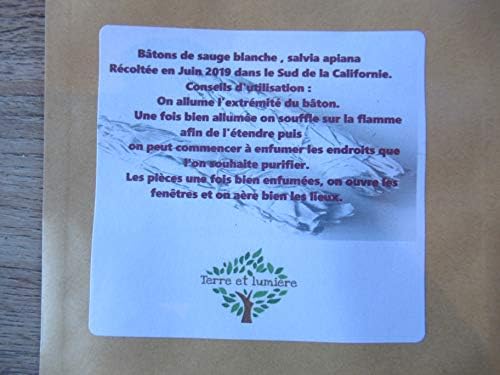 Bâtons de sauge blanche , salvia apiana
Récoltée en Juin 2019 dans le Sud de la Californie.
Conseils d'utilisation :
On allume l'extrémité du bâton.
Une fois bien allumée on souffle sur la flamme
afin de l'étendre puis
on peut commencer à enfumer les endroits que
l'on souhaite purifier.
Les pièces une fois bien enfumées, on ouvre les
fenêtres et on aère bien les lieux.
Terre et lumière